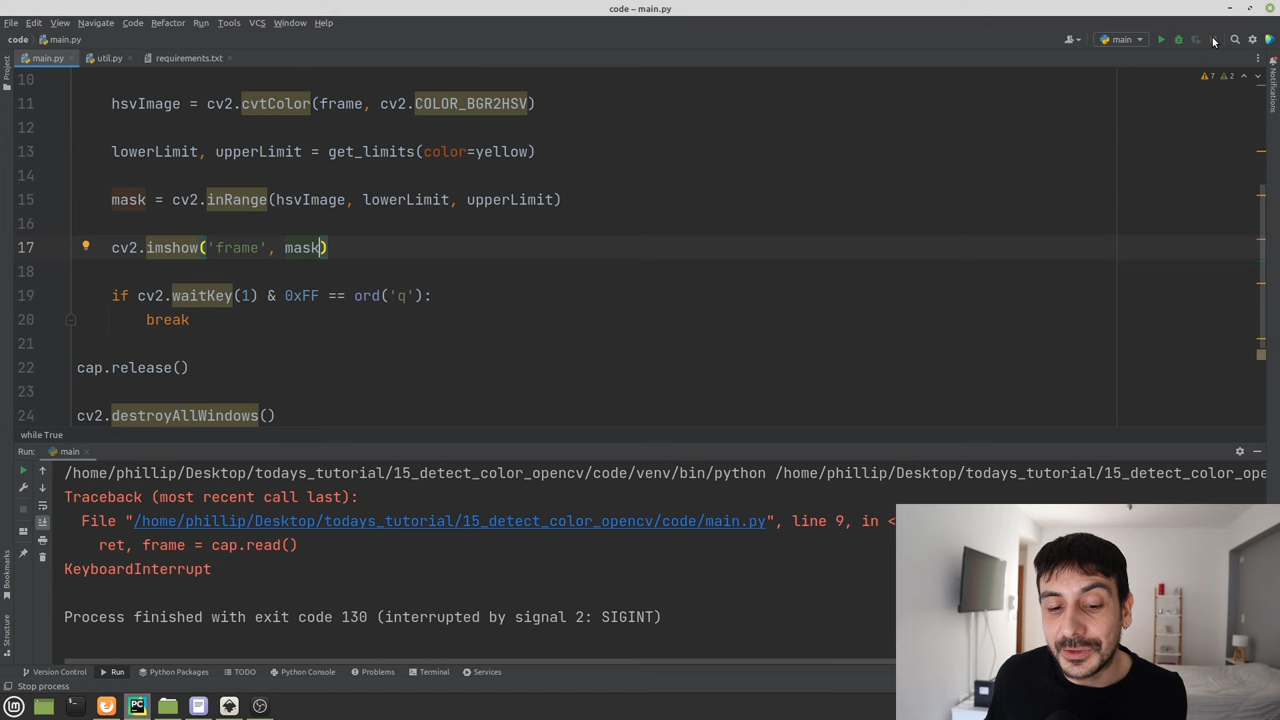 code – main.py
File Edit View Navigate Code Refactor Run Tools VCS Window Help
code main.py main
main.py util.py requirements.txt
7 2
10
11 hsvImage = cv2.cvtColor(frame, cv2.COLOR_BGR2HSV)
12
13 lowerLimit, upperLimit = get_limits(color=yellow)
14
15 mask = cv2.inRange(hsvImage, lowerLimit, upperLimit)
16
17 cv2.imshow('frame', mask)
18
19 if cv2.waitKey(1) & 0xFF == ord('q'):
20 break
21
22 cap.release()
23
24 cv2.destroyAllWindows()
while True
Run: main
/home/phillip/Desktop/todays_tutorial/15_detect_color_opencv/code/venv/bin/python /home/phillip/Desktop/todays_tutorial/15_detect_color_ope
Traceback (most recent call last):
File "/home/phillip/Desktop/todays_tutorial/15_detect_color_opencv/code/main.py", line 9, in <
ret, frame = cap.read()
KeyboardInterrupt
Process finished with exit code 130 (interrupted by signal 2: SIGINT)
Version Control Run Python Packages TODO Python Console Problems Terminal Services
Stop process
Project
Bookmarks
Structure
Notifications
PC